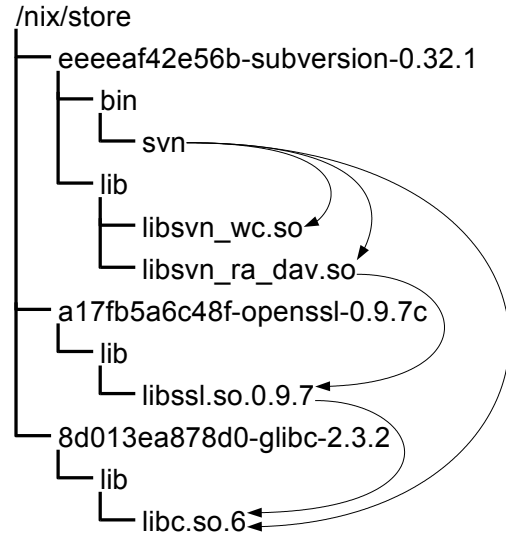 /nix/store
eeeeaf42e56b-subversion-0.32.1
bin
svn
lib
libsvn_wc.so
libsvn_ra_dav.so
a17fb5a6c48f-openssl-0.9.7c
lib
libssl.so.0.9.7
8d013ea878d0-glibc-2.3.2
lib
libc.so.6